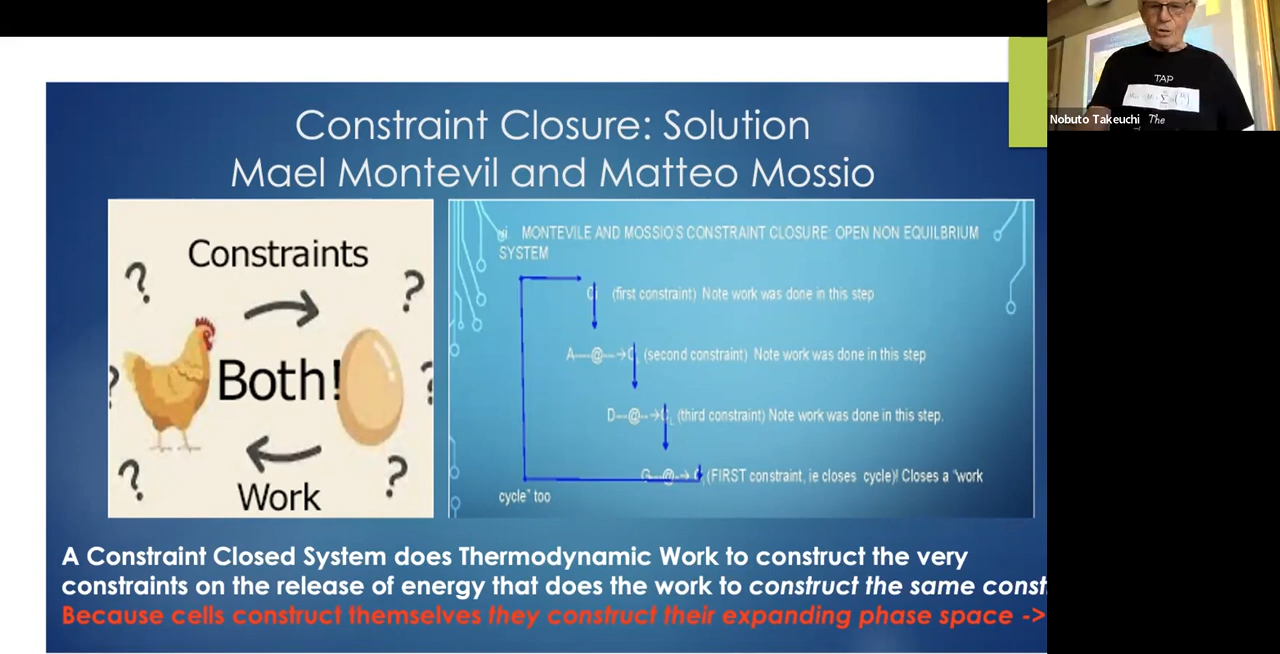 Constraint Closure: Solution
Mael Montevil and Matteo Mossio
Constraints
?
?
?
Both!
?
?
?
Work
MONTEVILE AND MOSSIO'S CONSTRAINT CLOSURE: OPEN NON EQUILBRIUM
SYSTEM
(first constraint) Note work was done in this step
A---@--→C (second constraint) Note work was done in this step
D--@--→ (third constraint) Note work was done in this step.
G---@--→ (FIRST constraint, ie closes cycle)! Closes a "work
cycle" too
A Constraint Closed System does Thermodynamic Work to construct the very
constraints on the release of energy that does the work to construct the same const
Because cells construct themselves they construct their expanding phase space ->
TAP
Nobuto Takeuchi
The